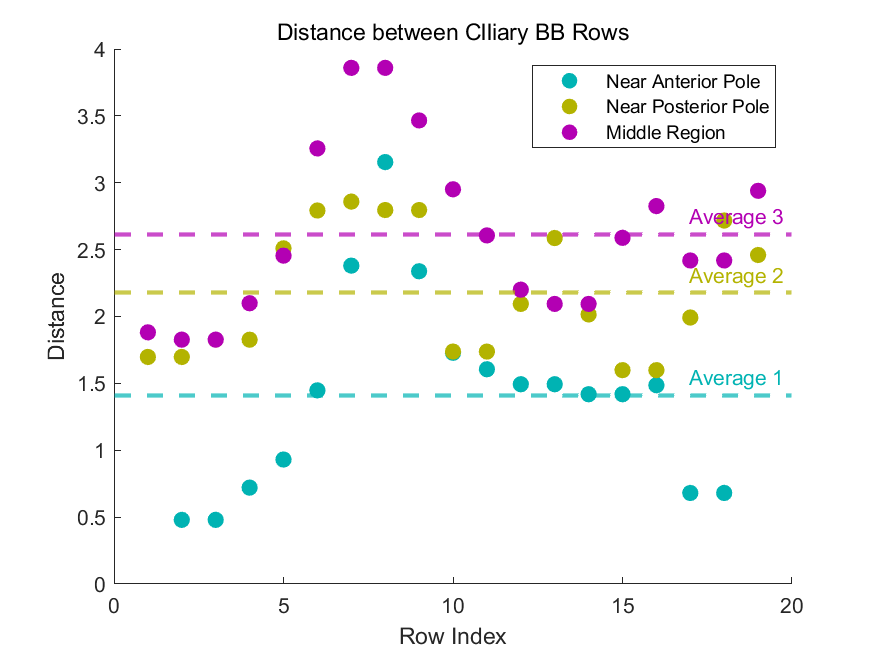 Distance between CIliary BB Rows
4
3.5
3
2.5
2
1.5
1
0.5
0
Distance
Near Anterior Pole
Near Posterior Pole
Middle Region
Average 3
Average 2
Average 1
0 5 10 15 20
Row Index